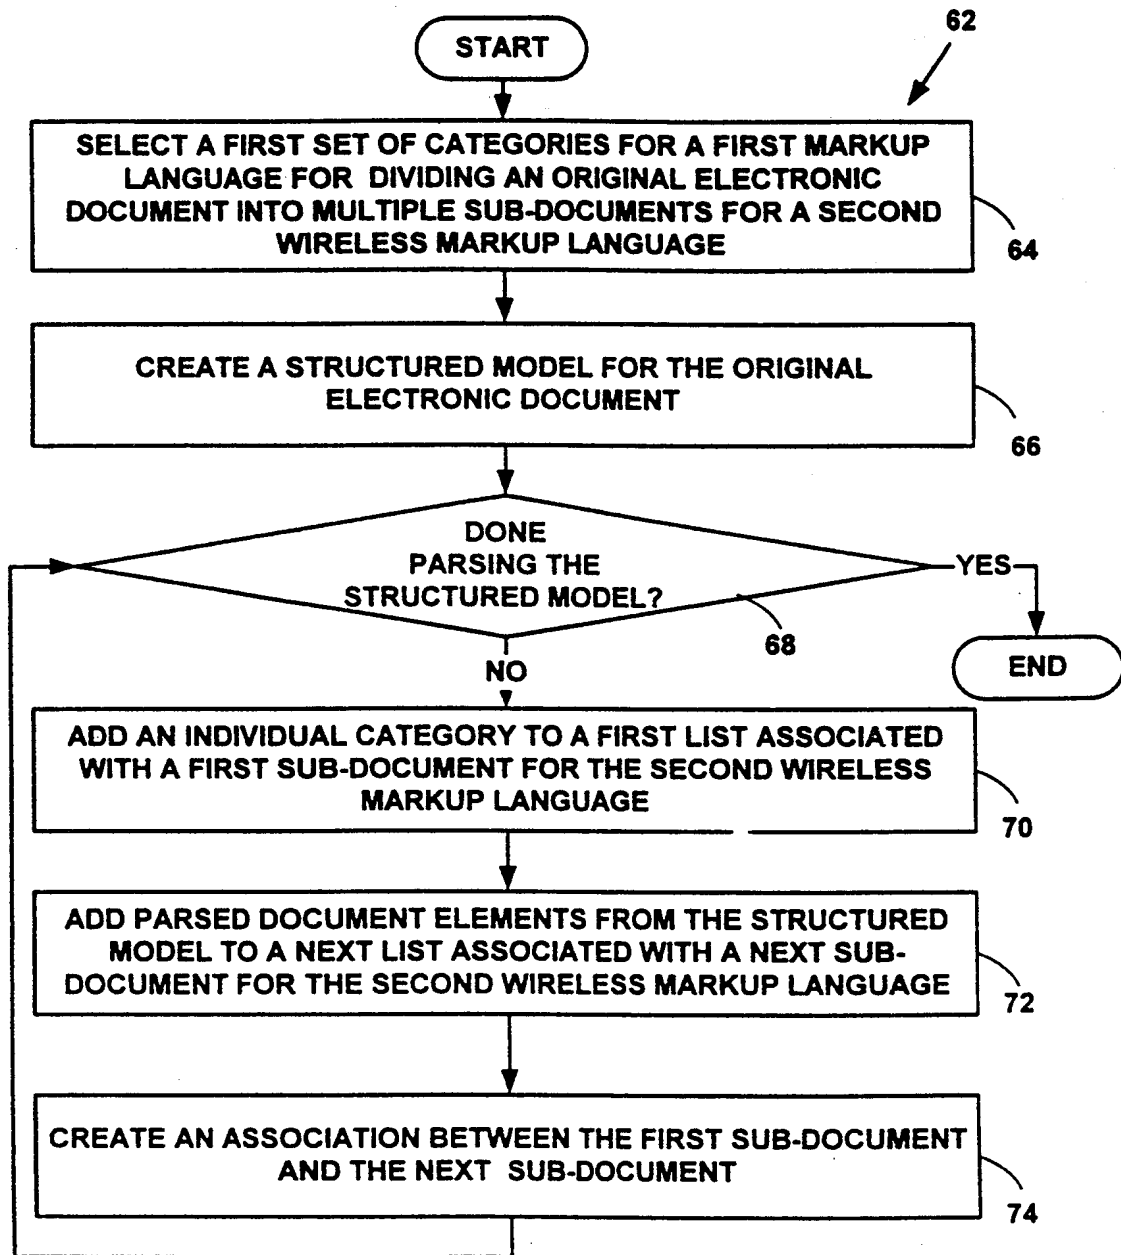 62
START
SELECT A FIRST SET OF CATEGORIES FOR A FIRST MARKUP
LANGUAGE FOR DIVIDING AN ORIGINAL ELECTRONIC
DOCUMENT INTO MULTIPLE SUB-DOCUMENTS FOR A SECOND
WIRELESS MARKUP LANGUAGE
64
CREATE A STRUCTURED MODEL FOR THE ORIGINAL
ELECTRONIC DOCUMENT
66
DONE
PARSING THE
STRUCTURED MODEL?
YES
68
END
NO
ADD AN INDIVIDUAL CATEGORY TO A FIRST LIST ASSOCIATED
WITH A FIRST SUB-DOCUMENT FOR THE SECOND WIRELESS
MARKUP LANGUAGE
70
ADD PARSED DOCUMENT ELEMENTS FROM THE STRUCTURED
MODEL TO A NEXT LIST ASSOCIATED WITH A NEXT SUB-
DOCUMENT FOR THE SECOND WIRELESS MARKUP LANGUAGE
72
CREATE AN ASSOCIATION BETWEEN THE FIRST SUB-DOCUMENT
AND THE NEXT SUB-DOCUMENT
74